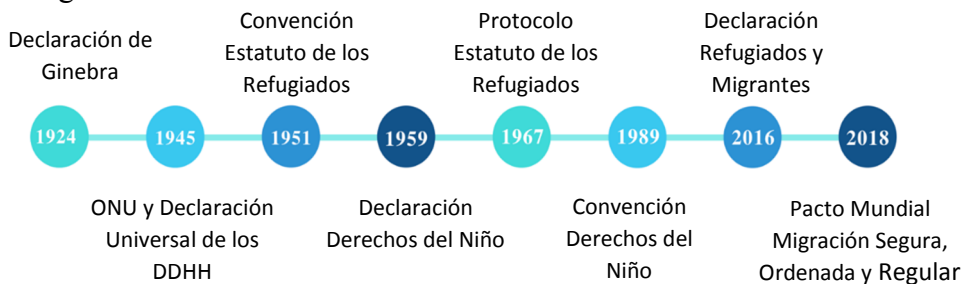 Declaración de
Ginebra
Convención
Estatuto de los
Refugiados
Protocolo
Estatuto de los
Refugiados
Declaración
Refugiados y
Migrantes
1924
1945
1951
1959
1967
1989
2016
2018
ONU y Declaración
Universal de los
DDHH
Declaración
Derechos del Niño
Convención
Derechos del
Niño
Pacto Mundial
Migración Segura,
Ordenada y Regular